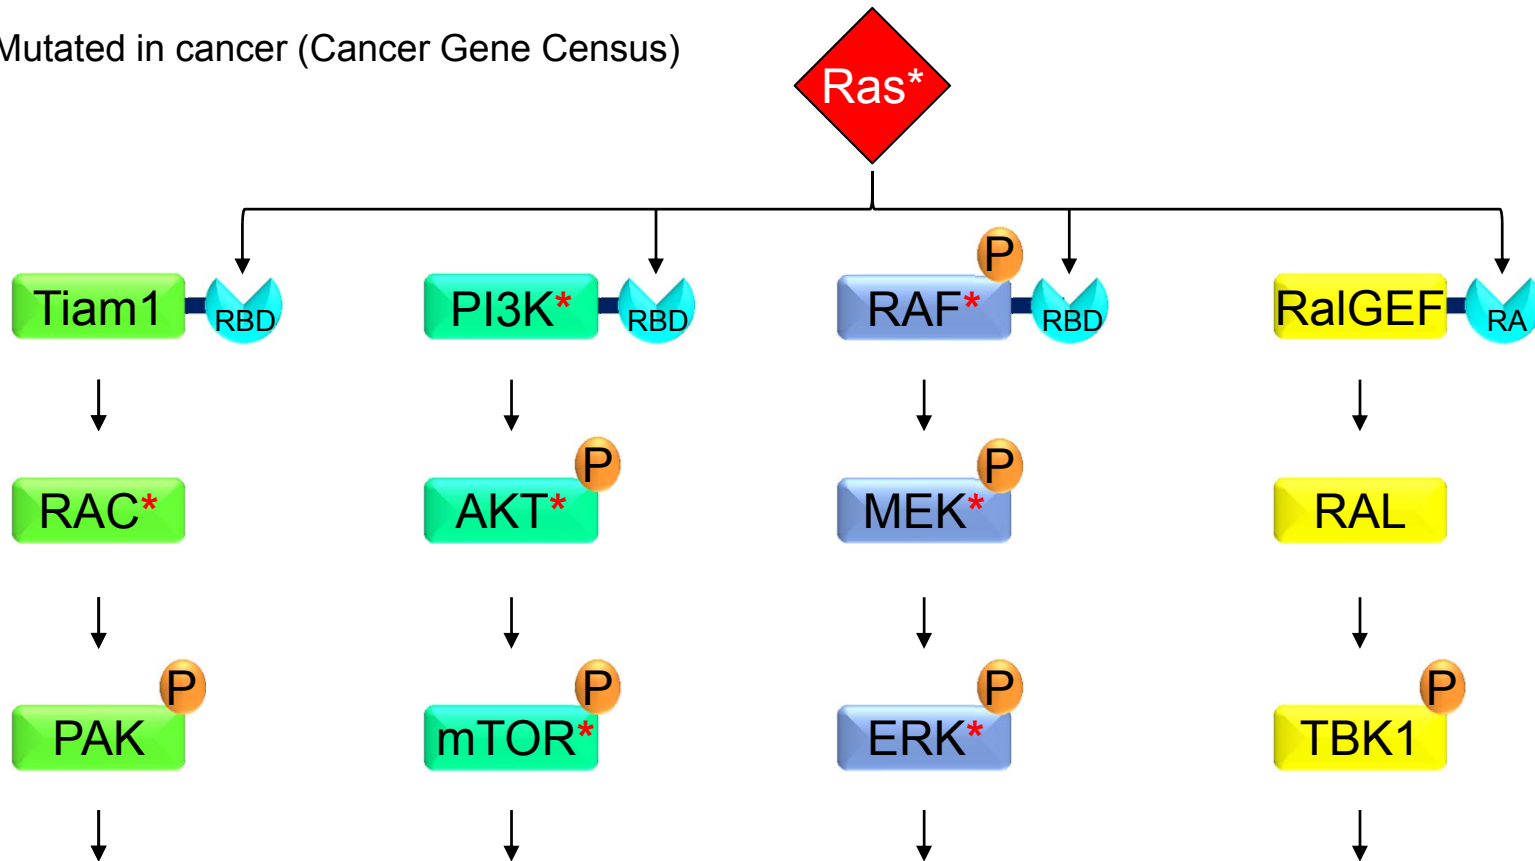 Mutated in cancer (Cancer Gene Census)
Ras*
Tiam1 RBD
PI3K* RBD
P
RAF* RBD
RalGEF RA
RAC*
P
AKT*
P
MEK*
RAL
P
PAK
P
mTOR*
P
ERK*
P
TBK1